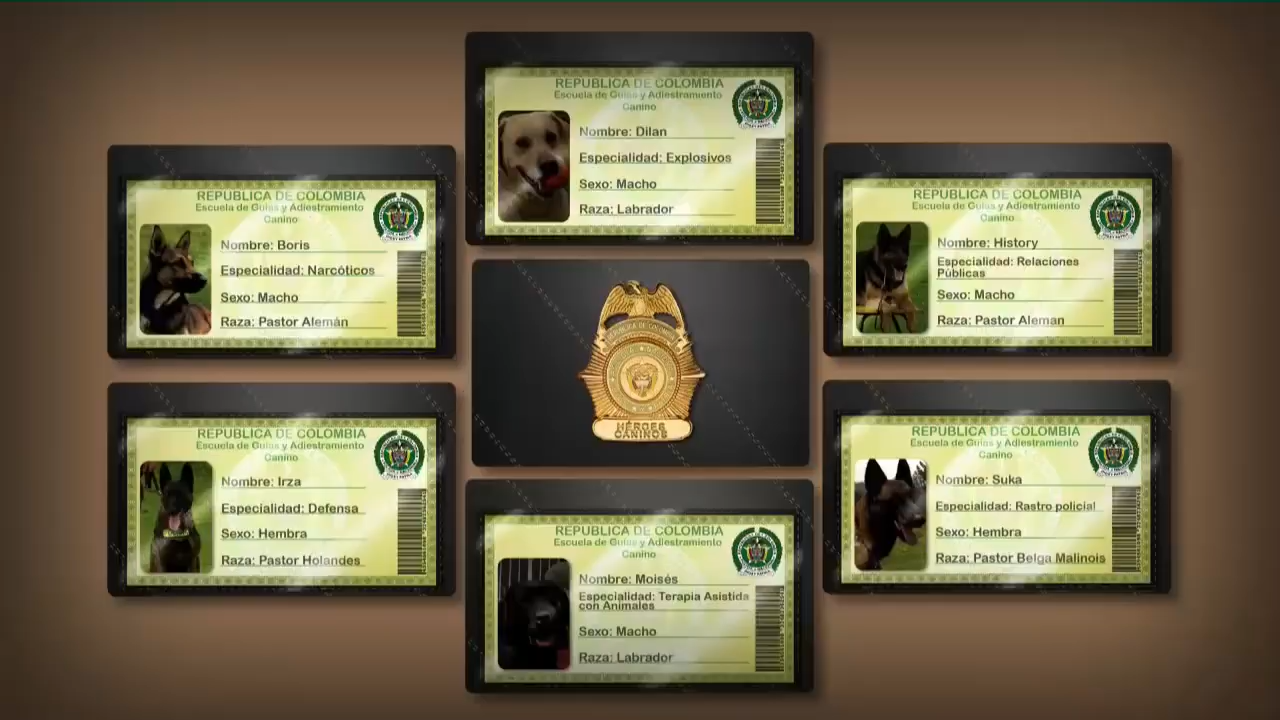 REPUBLICA DE COLOMBIA
Escuela de Guías y Adiestramiento
Canino
Nombre: Dilan
Especialidad: Explosivos
Sexo: Macho
Raza: Labrador
REPUBLICA DE COLOMBIA
Escuela de Guías y Adiestramiento
Canino
Nombre: Boris
Especialidad: Narcóticos
Sexo: Macho
Raza: Pastor Alemán
REPUBLICA DE COLOMBIA
Escuela de Guías y Adiestramiento
Canino
Nombre: History
Especialidad: Relaciones
Públicas
Sexo: Macho
Raza: Pastor Aleman
REPUBLICA DE COLOMBIA
HÉROES
CANINOS
REPUBLICA DE COLOMBIA
Escuela de Guías y Adiestramiento
Canino
Nombre: Irza
Especialidad: Defensa
Sexo: Hembra
Raza: Pastor Holandes
REPUBLICA DE COLOMBIA
Escuela de Guías y Adiestramiento
Canino
Nombre: Suka
Especialidad: Rastro policial
Sexo: Hembra
Raza: Pastor Belga Malinois
REPUBLICA DE COLOMBIA
Escuela de Guías y Adiestramiento
Canino
Nombre: Moisés
Especialidad: Terapia Asistida
con Animales
Sexo: Macho
Raza: Labrador